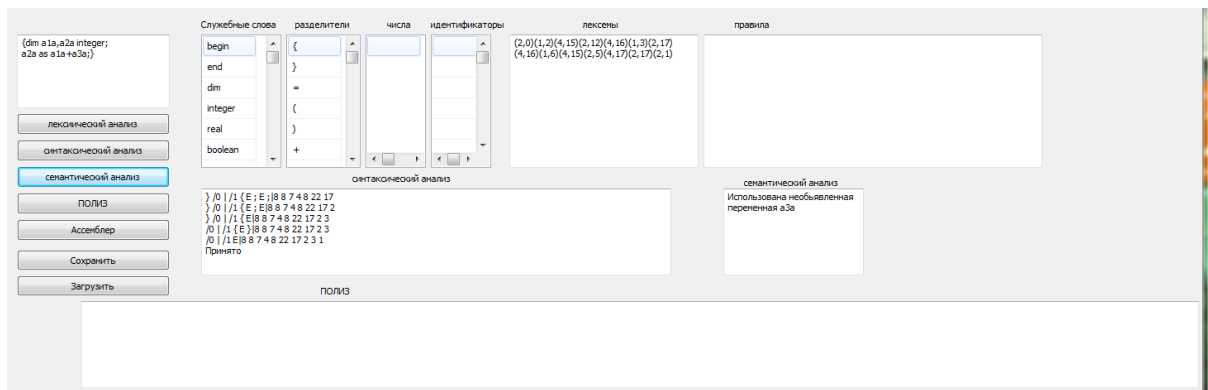 Служебные слова разделители числа идентификаторы лексемы правила
{dim a1a,a2a integer;
a2a as a1a+a3a;}
begin
end
dim
integer
real
boolean
{
}
=
(
)
+
(2,0)(1,2)(4,15)(2,12)(4,16)(1,3)(2,17)
(4,16)(1,6)(4,15)(2,5)(4,17)(2,17)(2,1)
лексиический анализ
синтаксический анализ
семантический анализ
ПОЛИЗ
Ассемблер
Сохранить
Загрузить
синтаксический анализ
} /0 | /1 { E ; E ;|8 8 7 4 8 22 17
} /0 | /1 { E ; E|8 8 7 4 8 22 17 2
} /0 | /1 { E|8 8 7 4 8 22 17 2 3
/0 | /1 { E }|8 8 7 4 8 22 17 2 3
/0 | /1 E|8 8 7 4 8 22 17 2 3 1
Принято
семантический анализ
Использована необьявленная
переменная a3a
ПОЛИЗ